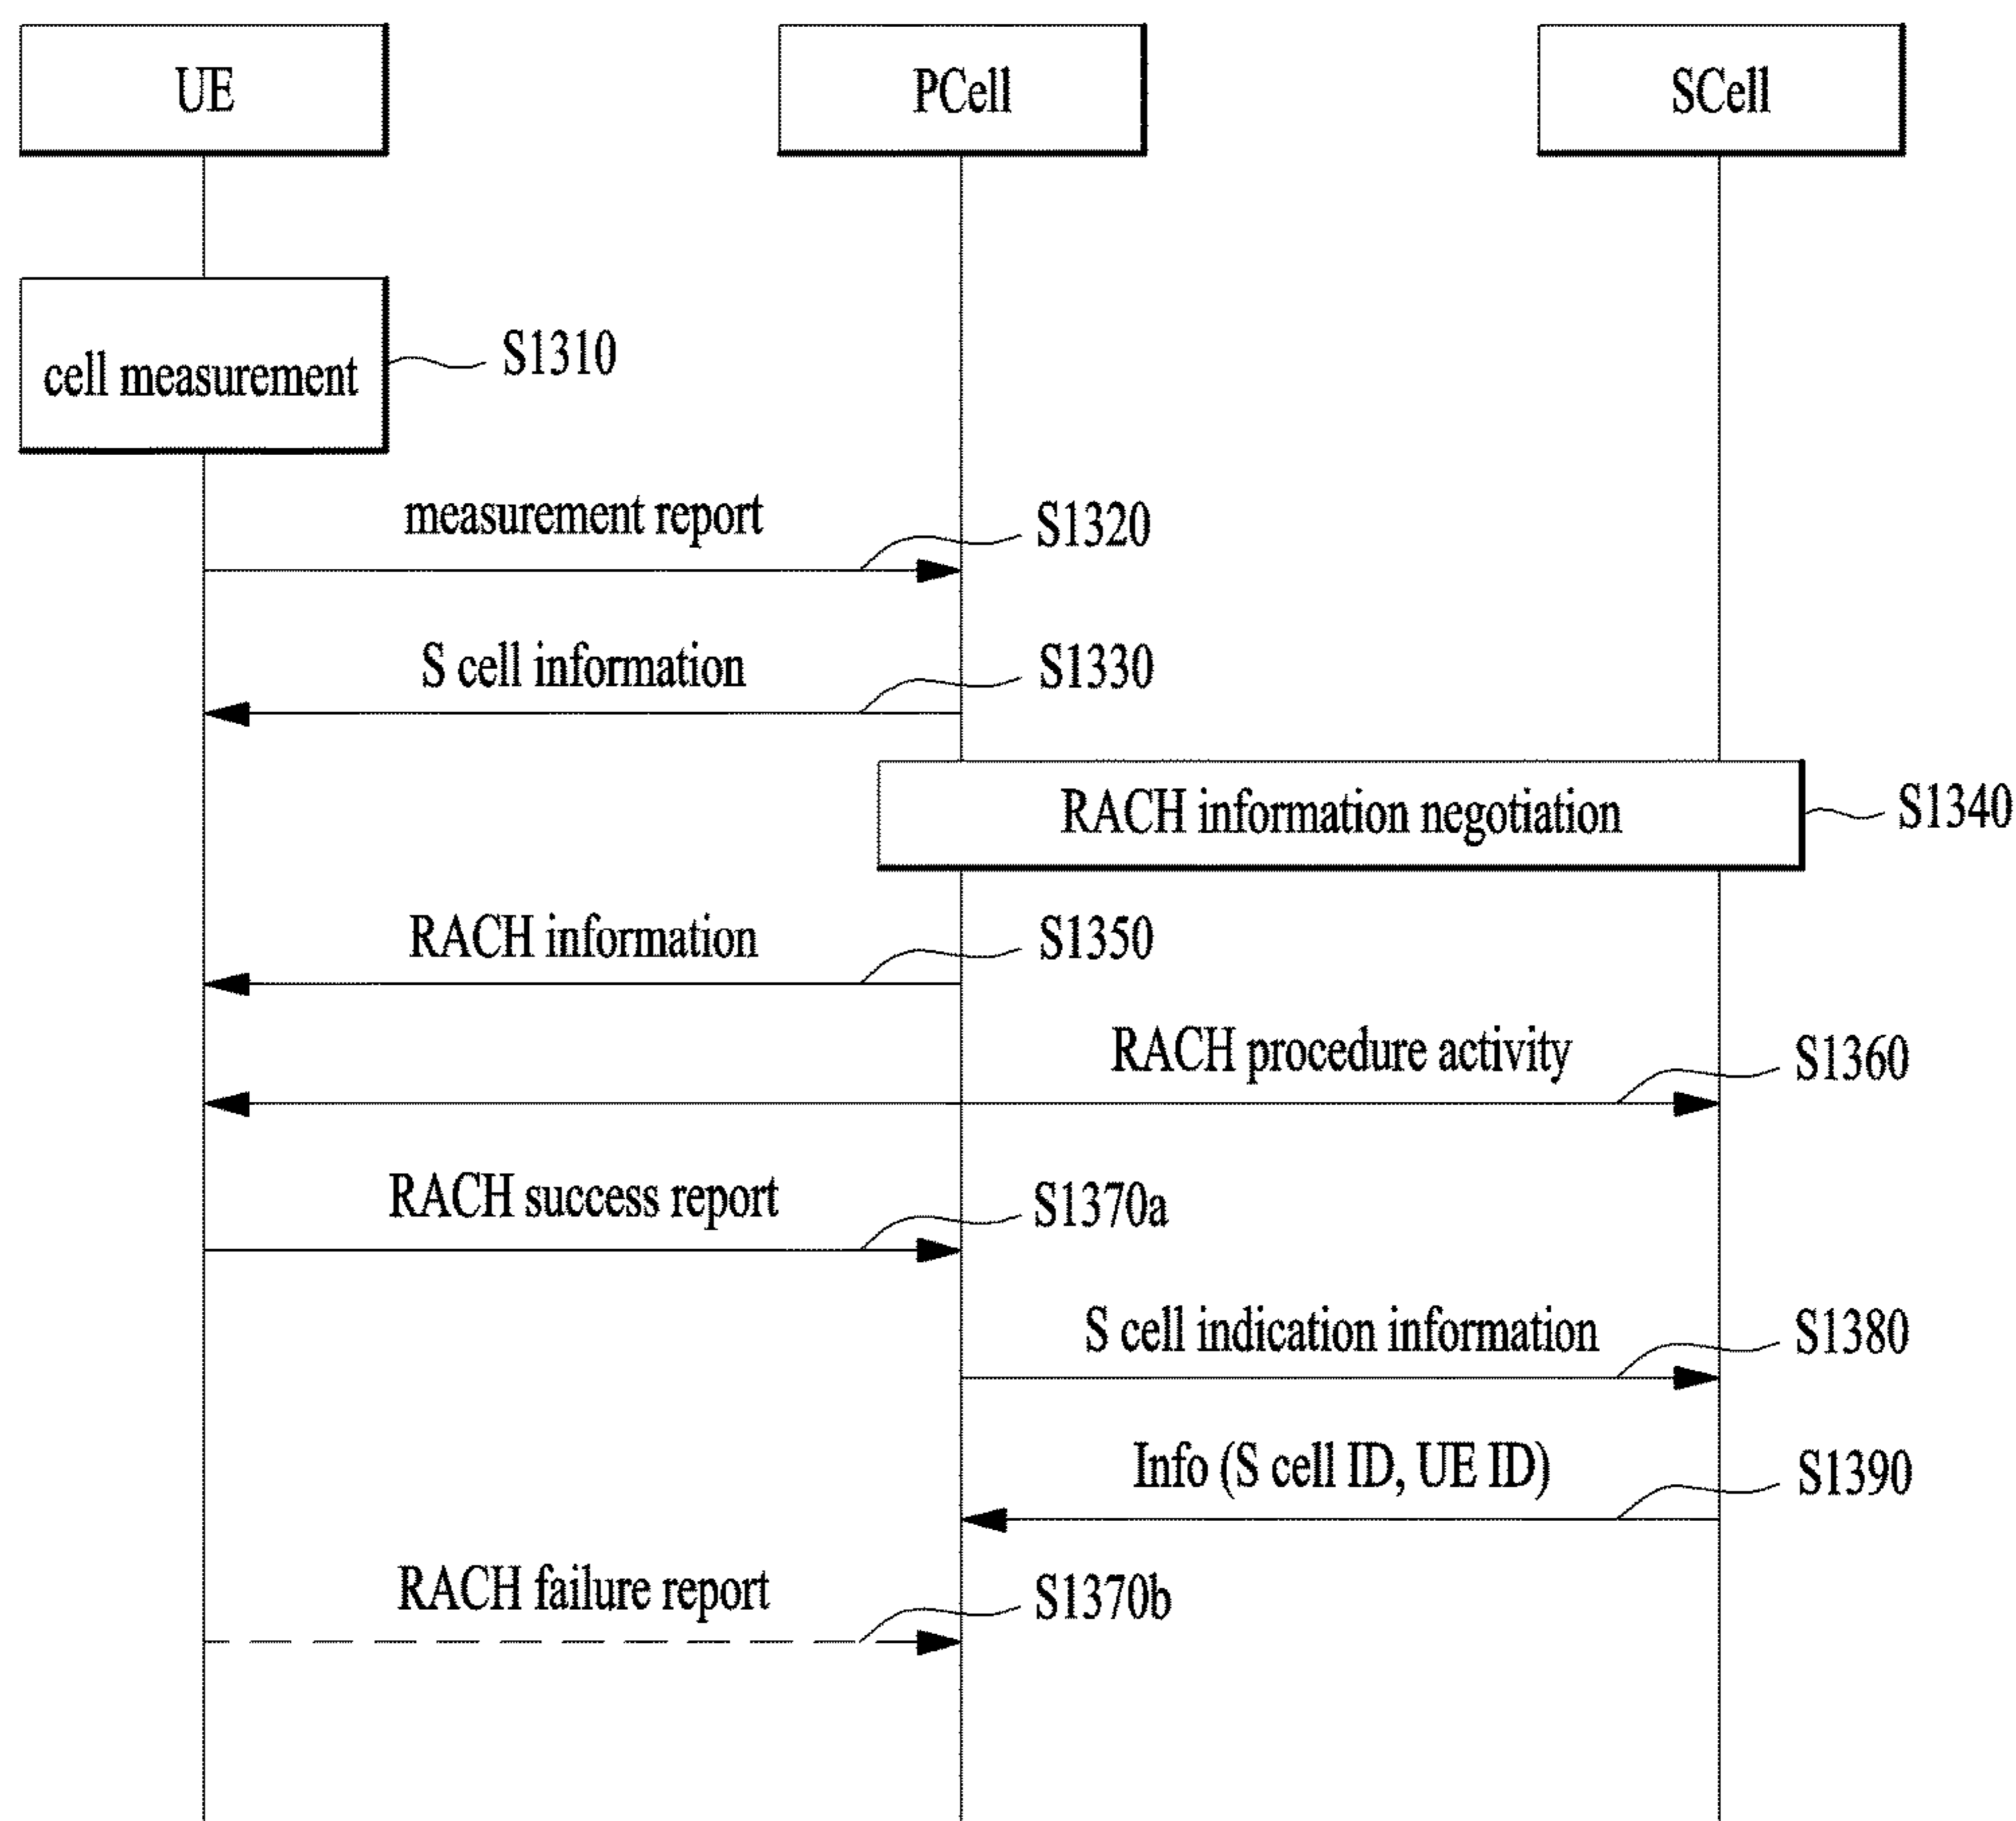 UE
PCell
SCell
cell measurement
S1310
measurement report
S1320
S cell information
S1330
RACH information negotiation
S1340
RACH information
S1350
RACH procedure activity
S1360
RACH success report
S1370a
S cell indication information
S1380
Info (S cell ID, UE ID)
S1390
RACH failure report
S1370b